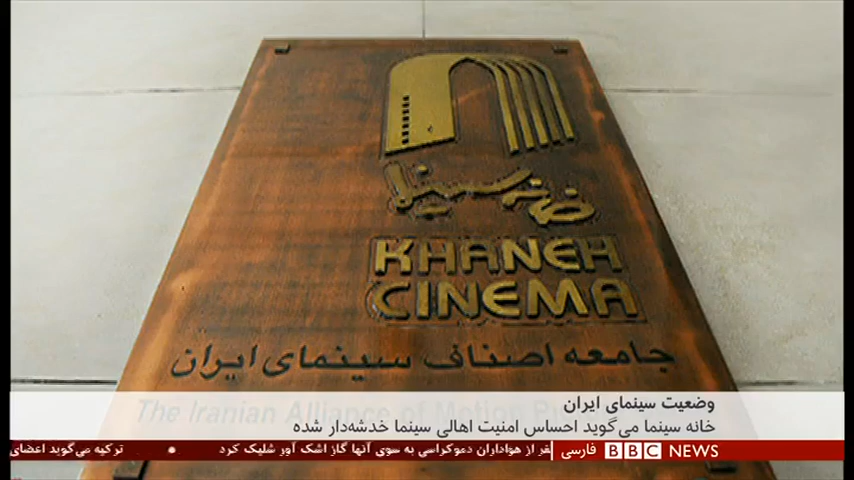 خانه سینما
KHANEH
CINEMA
جامعه اصناف سینمای ایران
The Iranian Alliance of Motion
وضعیت سینمای ایران
خانه سینما می‌گوید احساس امنیت اهالی سینما خدشه‌دار شده
BBC NEWS فارسی
نفر از هواداران دموکراسی به سوی آنها گاز اشک آور شلیک کرد • ترکیه می‌گوید اعضای